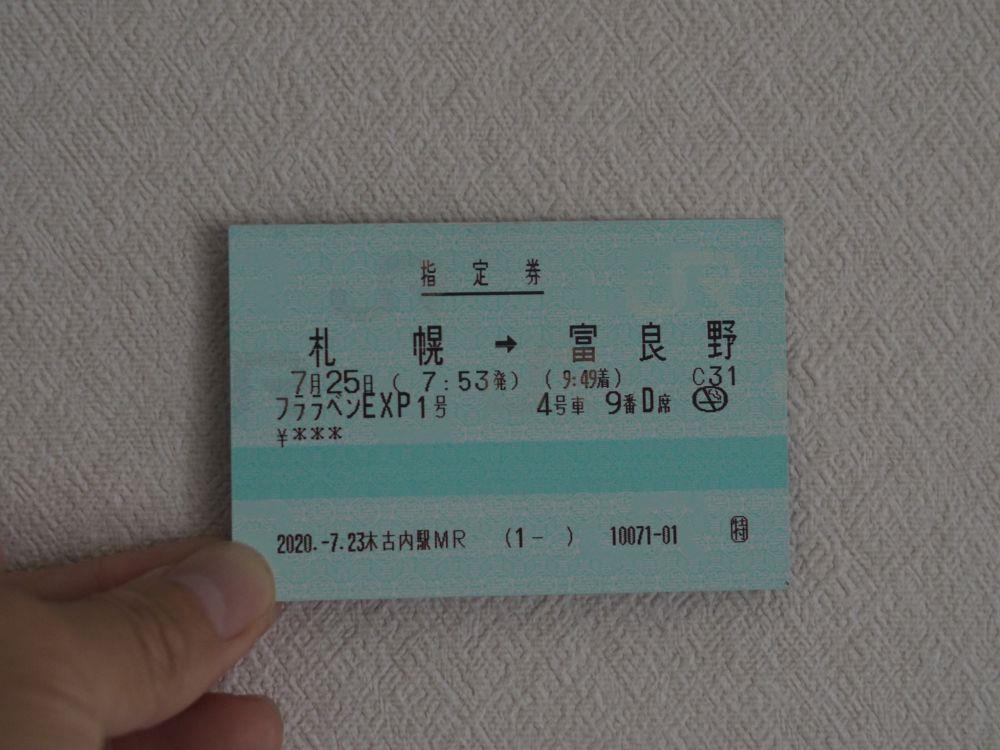 指定券
札幌 → 富良野
7月25日 ( 7:53発) ( 9:49着) C31
フララベンEXP1号 4号車 9番D席
¥***
2020.-7.23木古内駅MR (1- ) 10071-01 特